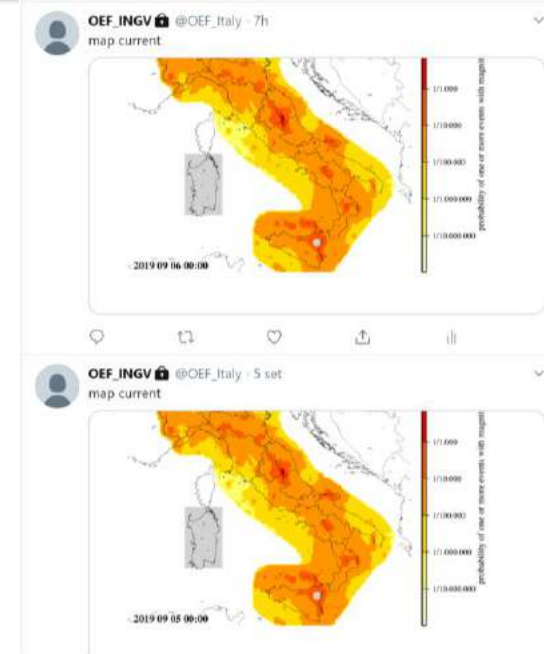 OEF_INGV @OEF_Italy · 7h
map current
1/1.000
1/10.000
1/100.000
1/1.000.000
1/10.000.000
probability of one or more events with magnit
2019 09 06 00:00
OEF_INGV @OEF_Italy · 5 set
map current
1/1.000
1/10.000
1/100.000
1/1.000.000
1/10.000.000
probability of one or more events with magnit
2019 09 05 00:00